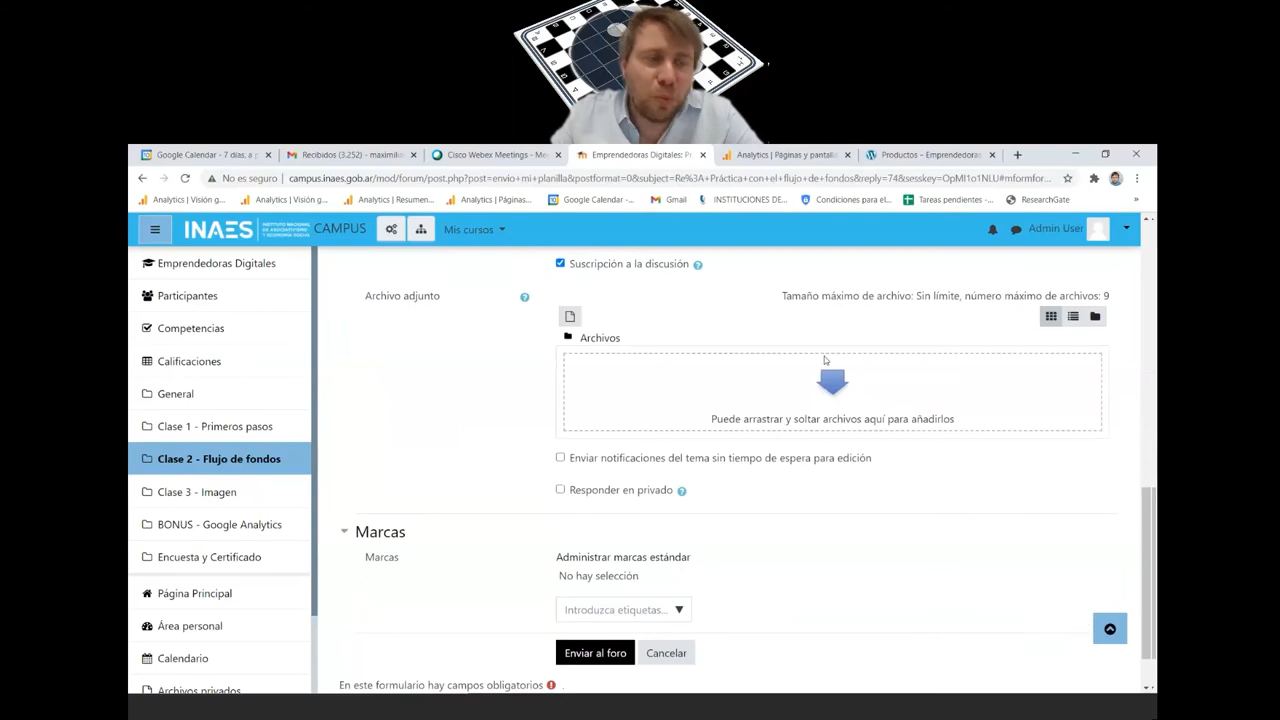 Google Calendar - 7 días, a p
Recibidos (3.252) - maximilia
Cisco Webex Meetings - Me
Emprendedoras Digitales: Pr
Analytics | Páginas y pantall
Productos – Emprendedoras
No es seguro | campus.inaes.gob.ar/mod/forum/post.php?post=envio+mi+planilla&postformat=0&subject=Re%3A+Práctica+con+el+flujo+de+fondos&reply=74&sesskey=OpMI1o1NLU#mformfor...
Analytics | Visión g...
Analytics | Visión g...
Analytics | Resumen...
Analytics | Páginas...
Google Calendar -...
Gmail
INSTITUCIONES DE...
Condiciones para el...
Tareas pendientes -...
ResearchGate
INAES INSTITUTO NACIONAL DE ASOCIATIVISMO Y ECONOMÍA SOCIAL CAMPUS
Mis cursos
Admin User
Emprendedoras Digitales
Participantes
Competencias
Calificaciones
General
Clase 1 - Primeros pasos
Clase 2 - Flujo de fondos
Clase 3 - Imagen
BONUS - Google Analytics
Encuesta y Certificado
Página Principal
Área personal
Calendario
Archivos privados
Suscripción a la discusión
Archivo adjunto
Tamaño máximo de archivo: Sin límite, número máximo de archivos: 9
Archivos
Puede arrastrar y soltar archivos aquí para añadirlos
Enviar notificaciones del tema sin tiempo de espera para edición
Responder en privado
Marcas
Marcas
Administrar marcas estándar
No hay selección
Introduzca etiquetas...
Enviar al foro
Cancelar
En este formulario hay campos obligatorios .